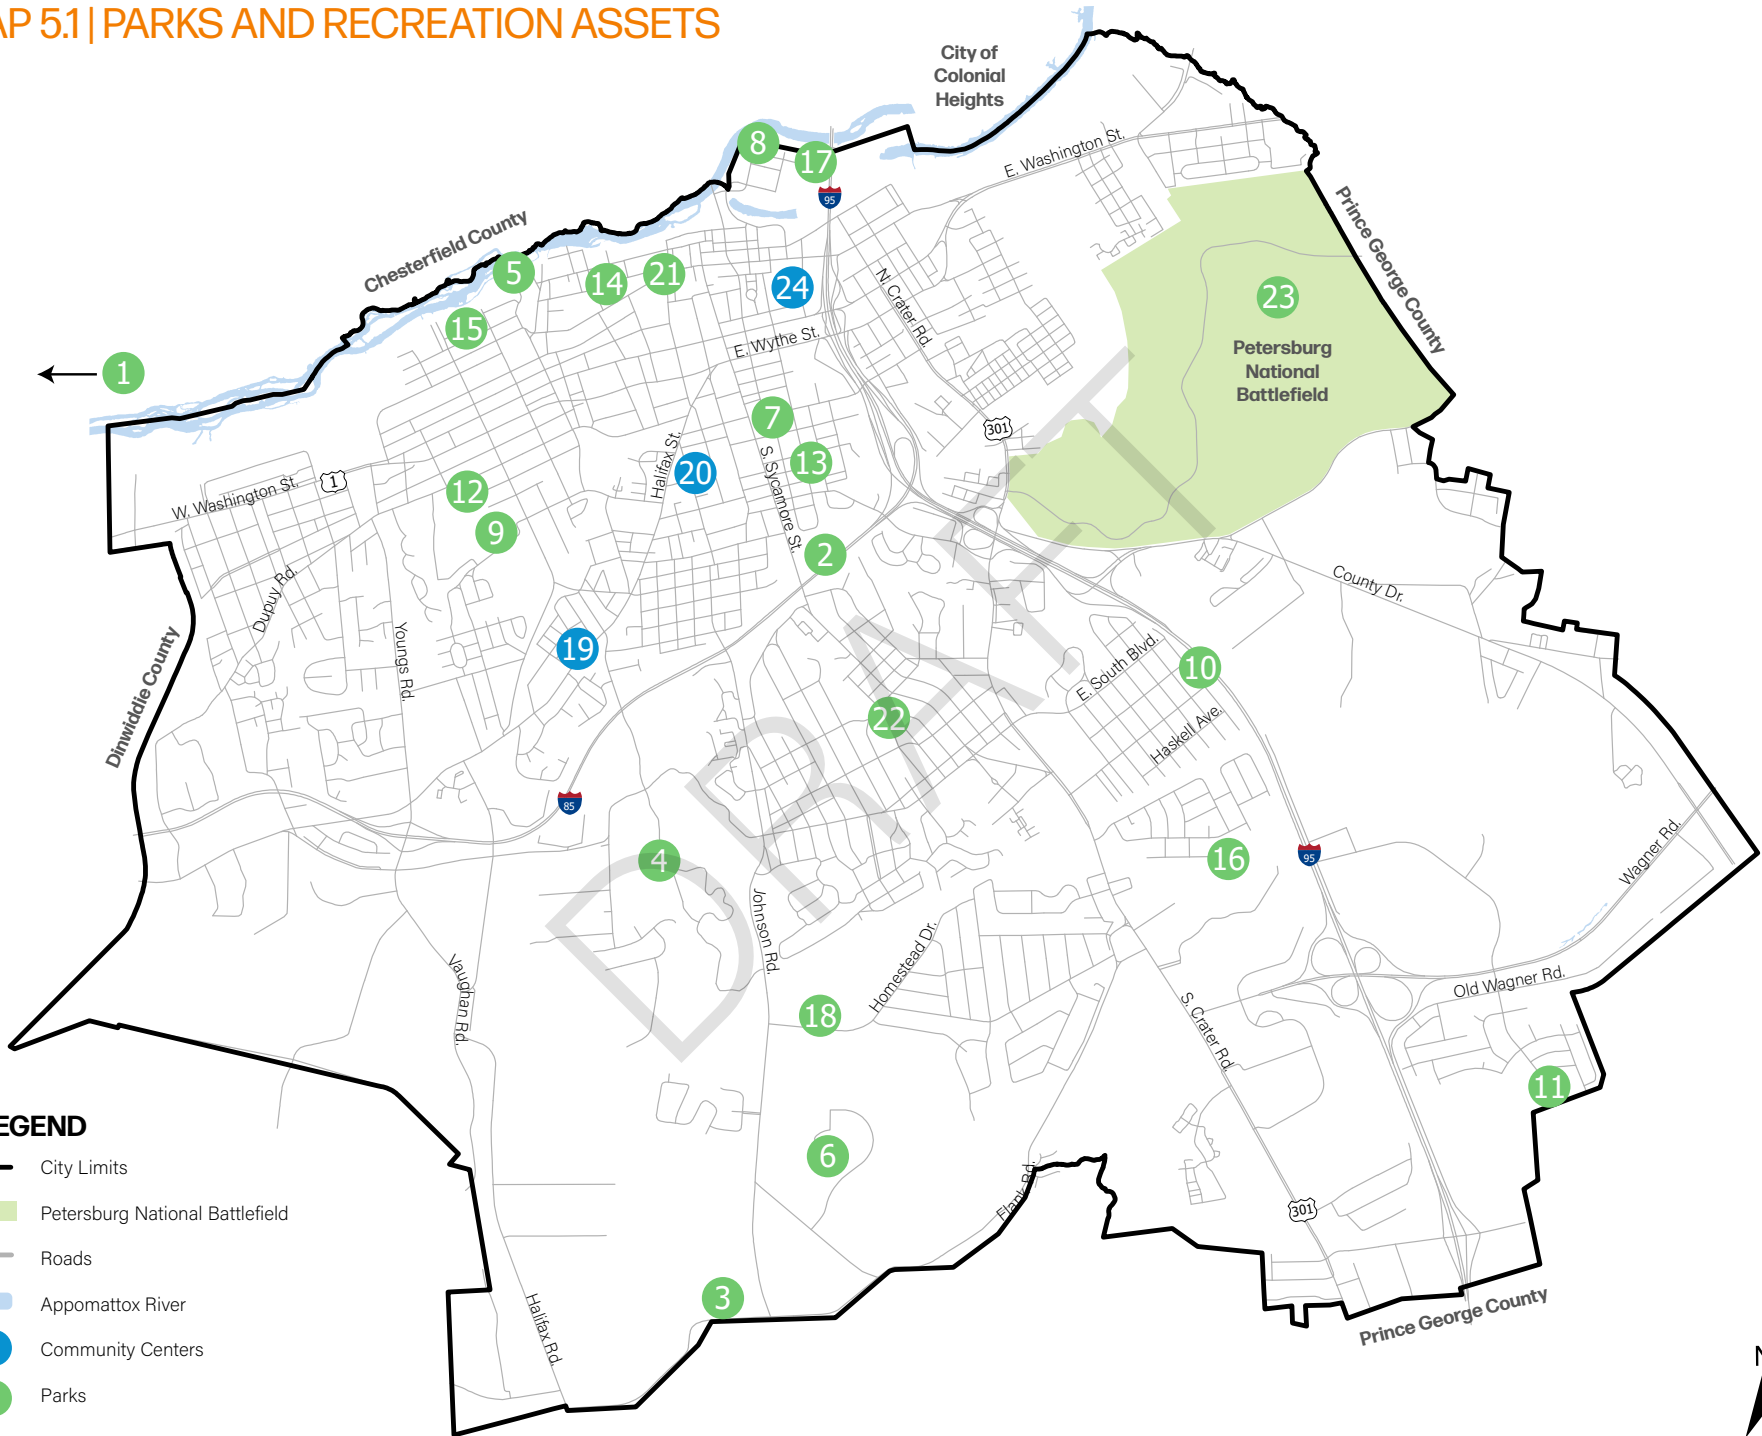 AP 5.1 | PARKS AND RECREATION ASSETS
City of
Colonial
Heights
8
17
95
E. Washington St.
Prince George County
Chesterfield County
5
14
21
24
N. Crater Rd.
23
15
E. Wythe St.
Petersburg
National
Battlefield
1
7
301
Halifax St.
S. Sycamore St.
13
20
W. Washington St.
1
12
9
2
County Dr.
Dupuy Rd.
Youngs Rd.
19
E. South Blvd.
10
Dinwiddie County
22
Haskell Ave.
85
4
16
95
Wagner Rd.
Johnson Rd.
Homestead Dr.
Vaughan Rd.
Old Wagner Rd.
18
S. Crater Rd.
11
6
Flank Rd.
301
3
Halifax Rd.
Prince George County
DRAFT
EGEND
City Limits
Petersburg National Battlefield
Roads
Appomattox River
Community Centers
Parks
N